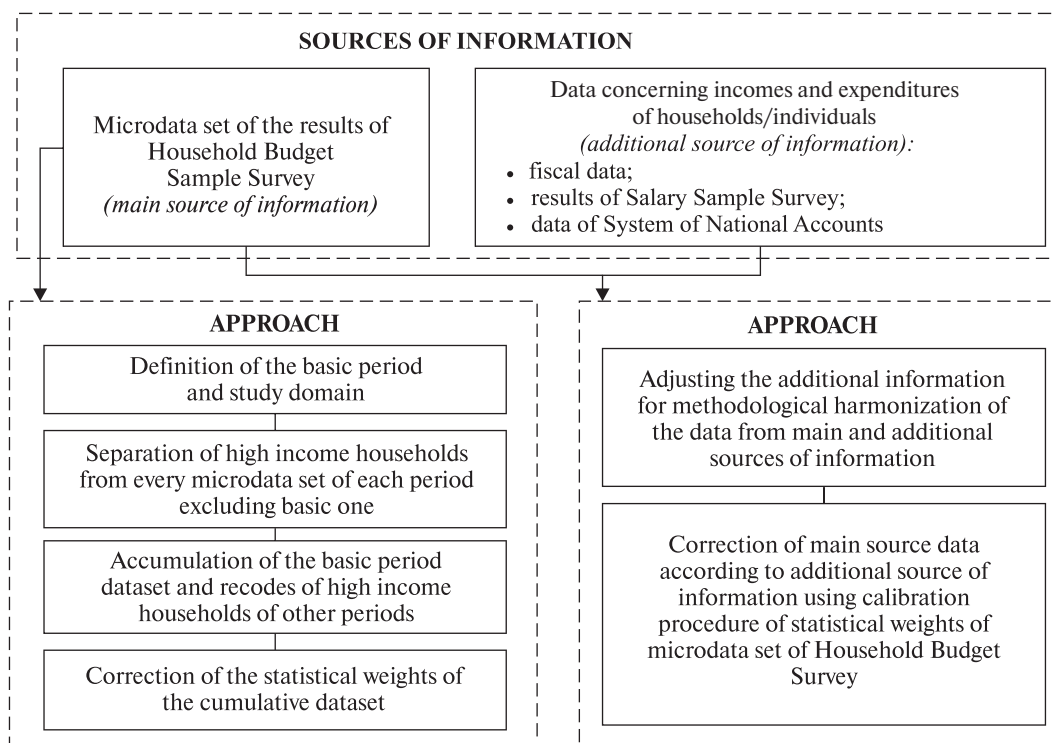 SOURCES OF INFORMATION
Microdata set of the results of
Household Budget
Sample Survey
(main source of information)
Data concerning incomes and expenditures
of households/individuals
(additional source of information):
• fiscal data;
• results of Salary Sample Survey;
• data of System of National Accounts
APPROACH
Definition of the basic period
and study domain
Separation of high income households
from every microdata set of each period
excluding basic one
Accumulation of the basic period
dataset and recodes of high income
households of other periods
Correction of the statistical weights of
the cumulative dataset
APPROACH
Adjusting the additional information
for methodological harmonization of
the data from main and additional
sources of information
Correction of main source data
according to additional source of
information using calibration
procedure of statistical weights of
microdata set of Household Budget
Survey